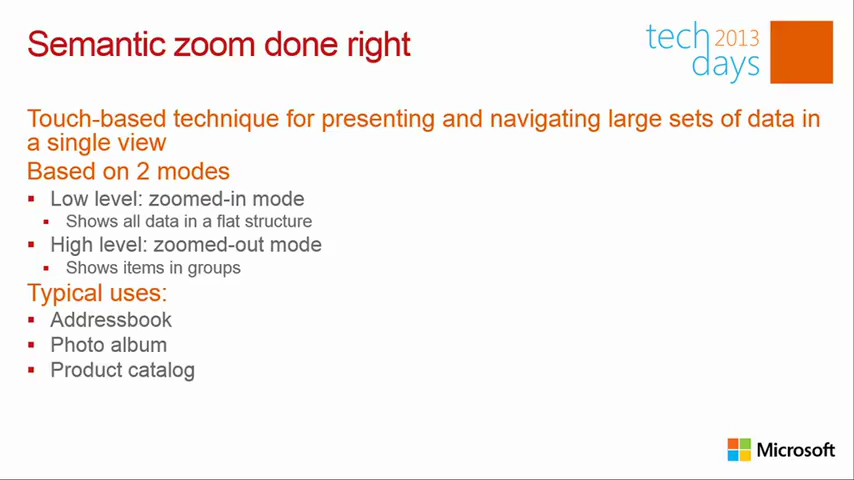 Semantic zoom done right
tech 2013
days
Touch-based technique for presenting and navigating large sets of data in
a single view
Based on 2 modes
Low level: zoomed-in mode
Shows all data in a flat structure
High level: zoomed-out mode
Shows items in groups
Typical uses:
Addressbook
Photo album
Product catalog
Microsoft